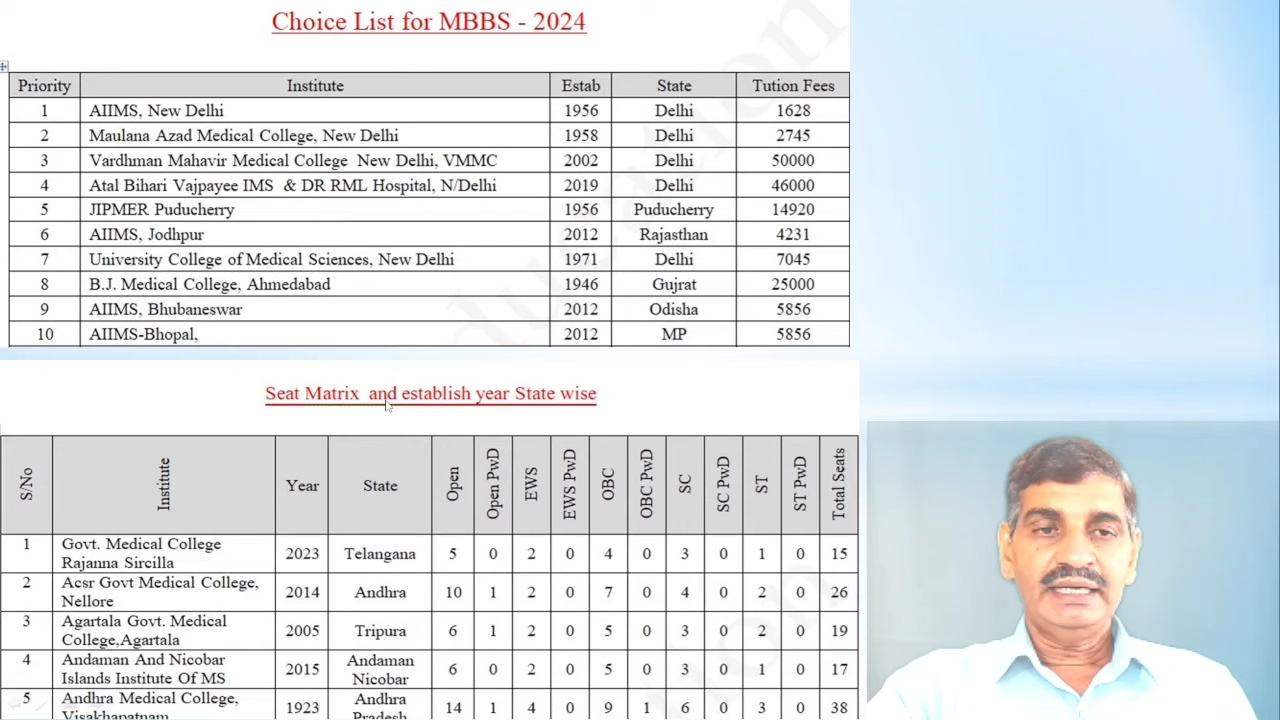 Choice List for MBBS - 2024
Priority Institute Estab State Tution Fees
1 AIIMS, New Delhi 1956 Delhi 1628
2 Maulana Azad Medical College, New Delhi 1958 Delhi 2745
3 Vardhman Mahavir Medical College New Delhi, VMMC 2002 Delhi 50000
4 Atal Bihari Vajpayee IMS & DR RML Hospital, N/Delhi 2019 Delhi 46000
5 JIPMER Puducherry 1956 Puducherry 14920
6 AIIMS, Jodhpur 2012 Rajasthan 4231
7 University College of Medical Sciences, New Delhi 1971 Delhi 7045
8 B.J. Medical College, Ahmedabad 1946 Gujrat 25000
9 AIIMS, Bhubaneswar 2012 Odisha 5856
10 AIIMS-Bhopal, 2012 MP 5856
Seat Matrix and establish year State wise
S/No Institute Year State Open Open PwD EWS EWS PwD OBC OBC PwD SC SC PwD ST ST PwD Total Seats
1 Govt. Medical College
Rajanna Sircilla 2023 Telangana 5 0 2 0 4 0 3 0 1 0 15
2 Acsr Govt Medical College,
Nellore 2014 Andhra 10 1 2 0 7 0 4 0 2 0 26
3 Agartala Govt. Medical
College,Agartala 2005 Tripura 6 1 2 0 5 0 3 0 2 0 19
4 Andaman And Nicobar
Islands Institute Of MS 2015 Andaman
Nicobar 6 0 2 0 5 0 3 0 1 0 17
5 Andhra Medical College,
Visakhapatnam 1923 Andhra
Pradesh 14 1 4 0 9 1 6 0 3 0 38